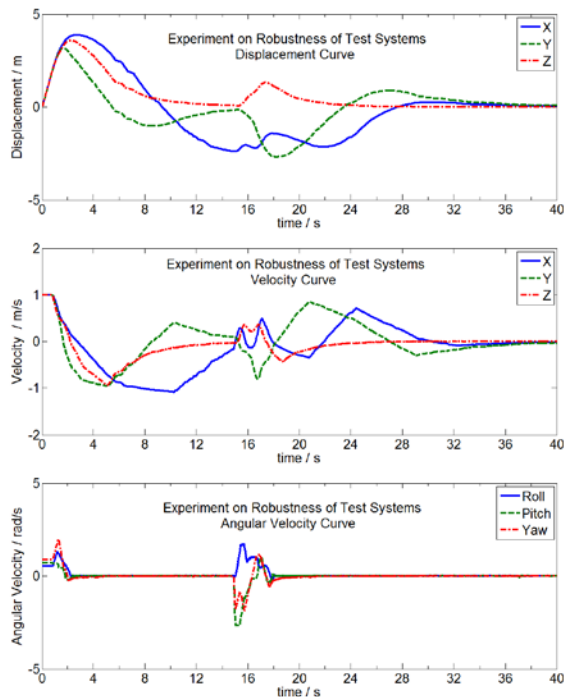 Experiment on Robustness of Test Systems
Displacement Curve
X
Y
Z
Displacement / m
5
0
-5
0 4 8 12 16 20 24 28 32 36 40
time / s
Experiment on Robustness of Test Systems
Velocity Curve
X
Y
Z
Velocity / m/s
2
1
0
-1
-2
0 4 8 12 16 20 24 28 32 36 40
time / s
Experiment on Robustness of Test Systems
Angular Velocity Curve
Roll
Pitch
Yaw
Angular Velocity / rad/s
5
0
-5
0 4 8 12 16 20 24 28 32 36 40
time / s